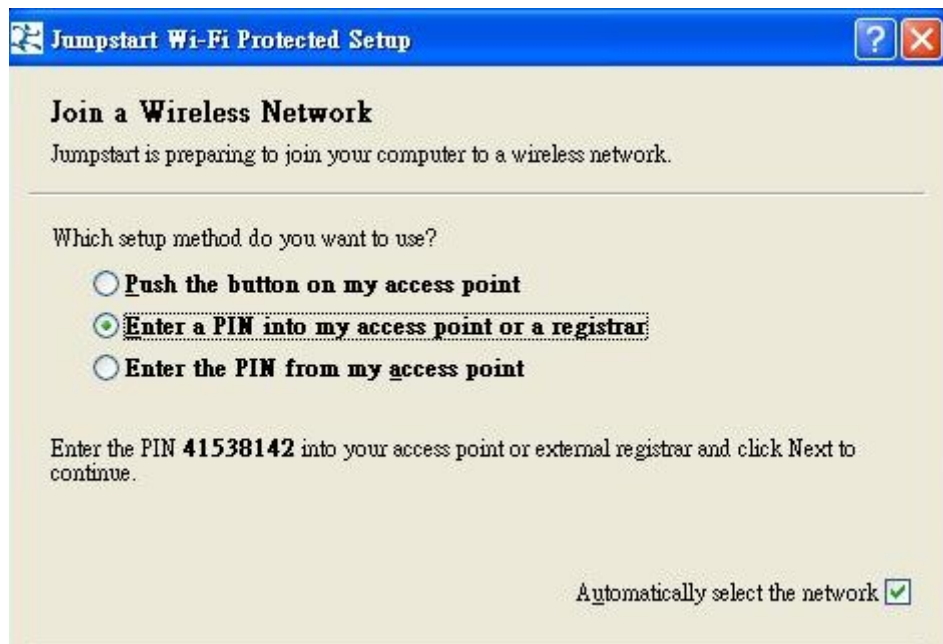 Jumpstart Wi-Fi Protected Setup
Join a Wireless Network
Jumpstart is preparing to join your computer to a wireless network.
Which setup method do you want to use?
Push the button on my access point
Enter a PIN into my access point or a registrar
Enter the PIN from my access point
Enter the PIN 41538142 into your access point or external registrar and click Next to
continue.
Automatically select the network